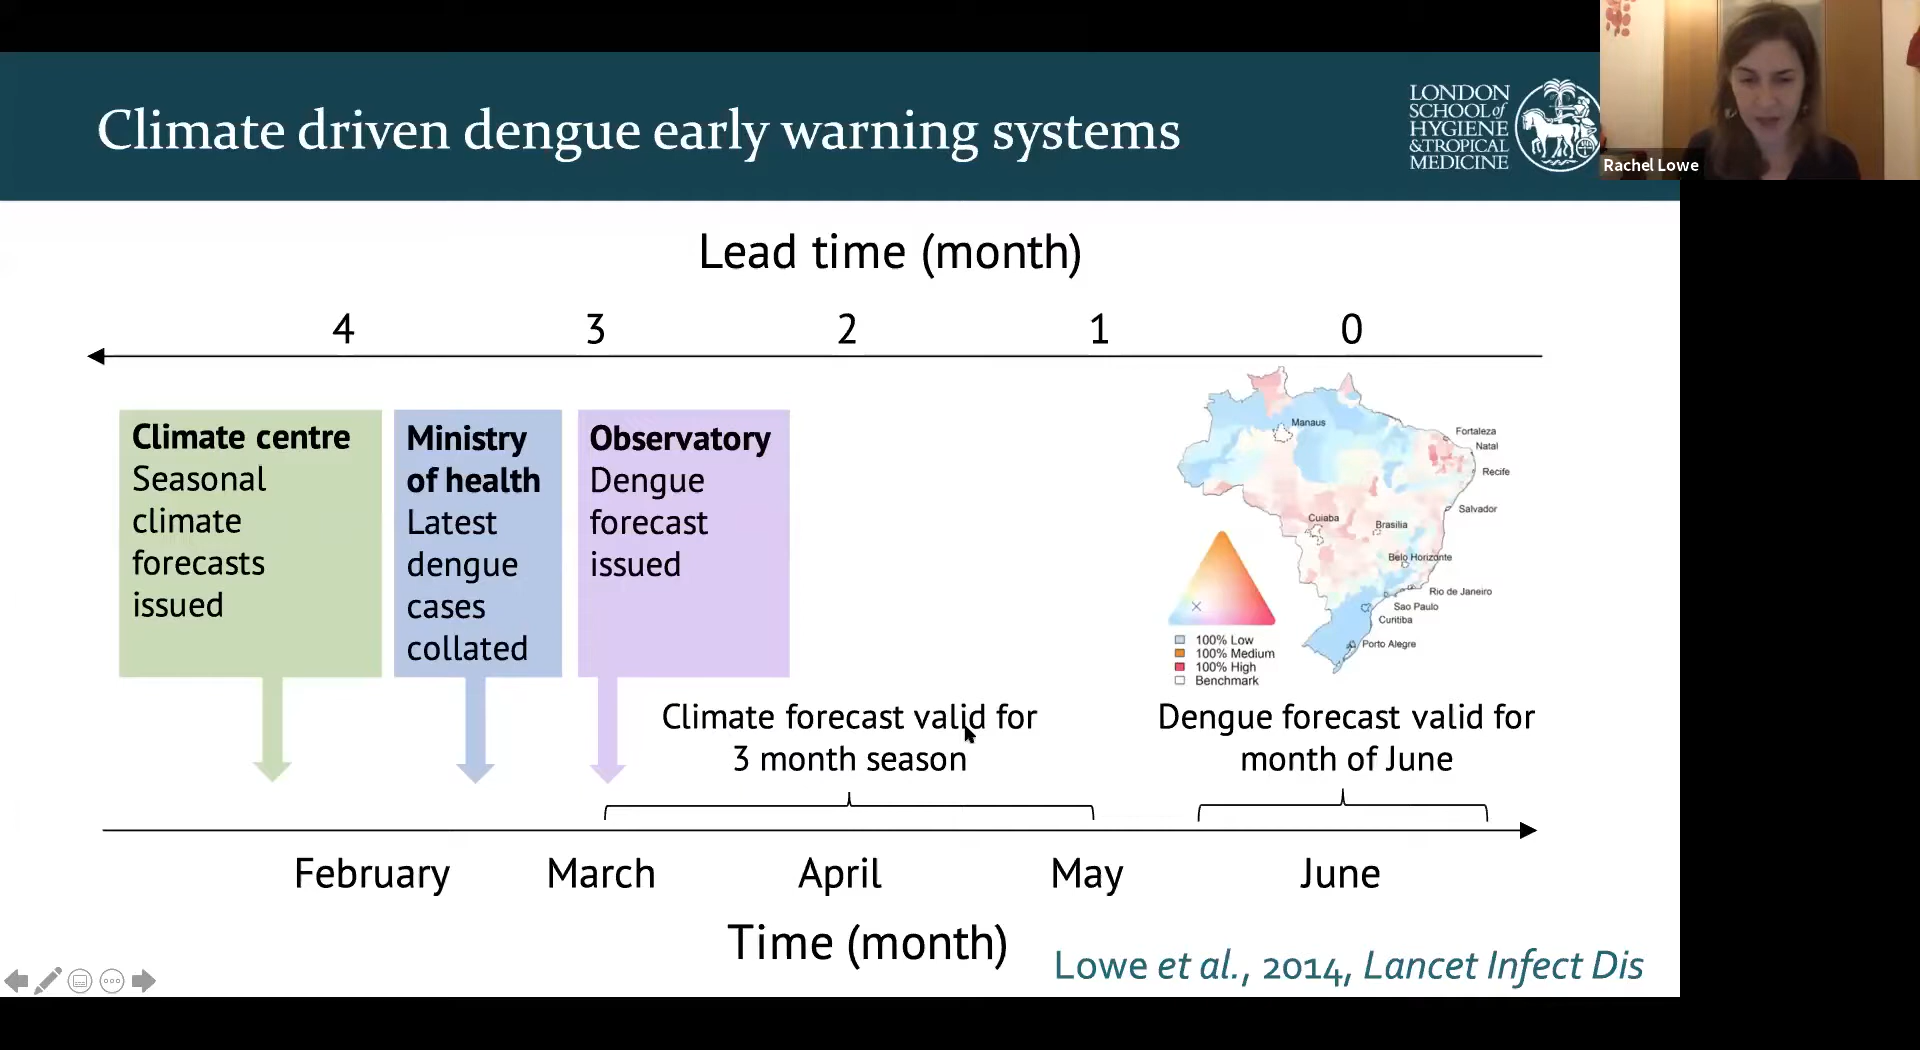 Climate driven dengue early warning systems
LONDON
SCHOOL of
HYGIENE
& TROPICAL
MEDICINE
Rachel Lowe
Lead time (month)
4 3 2 1 0
Climate centre
Seasonal
climate
forecasts
issued
Ministry
of health
Latest
dengue
cases
collated
Observatory
Dengue
forecast
issued
Manaus
Fortaleza
Natal
Recife
Salvador
Cuiaba
Brasilia
Belo Horizonte
Rio de Janeiro
Sao Paulo
Curitiba
Porto Alegre
100% Low
100% Medium
100% High
Benchmark
Climate forecast valid for
3 month season
Dengue forecast valid for
month of June
February March April May June
Time (month)
Lowe et al., 2014, Lancet Infect Dis